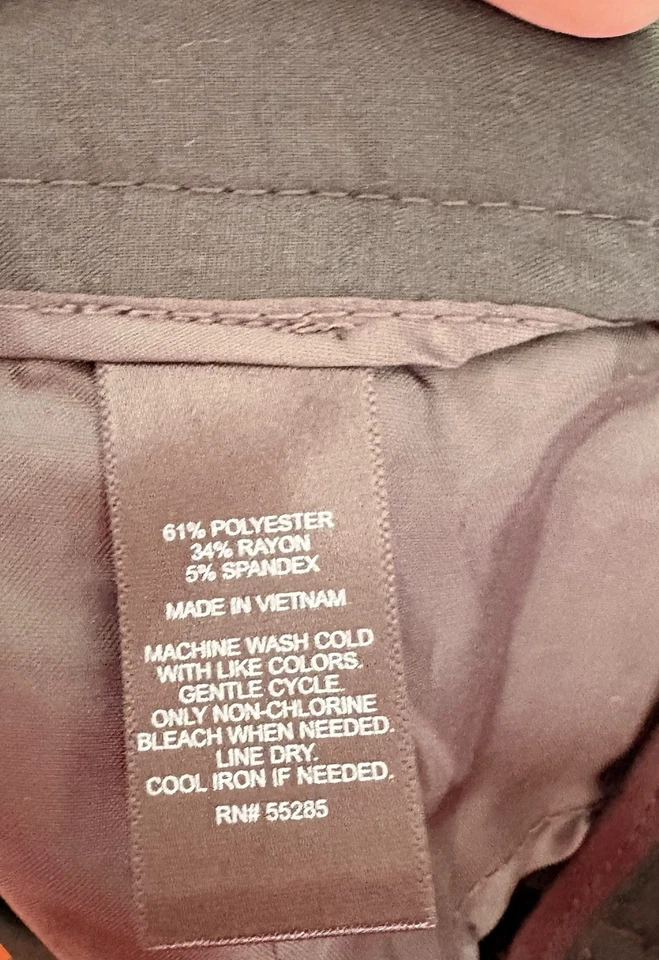 61% POLYESTER
34% RAYON
5% SPANDEX
MADE IN VIETNAM
MACHINE WASH COLD
WITH LIKE COLORS.
GENTLE CYCLE.
ONLY NON-CHLORINE
BLEACH WHEN NEEDED.
LINE DRY.
COOL IRON IF NEEDED.
RN# 55285